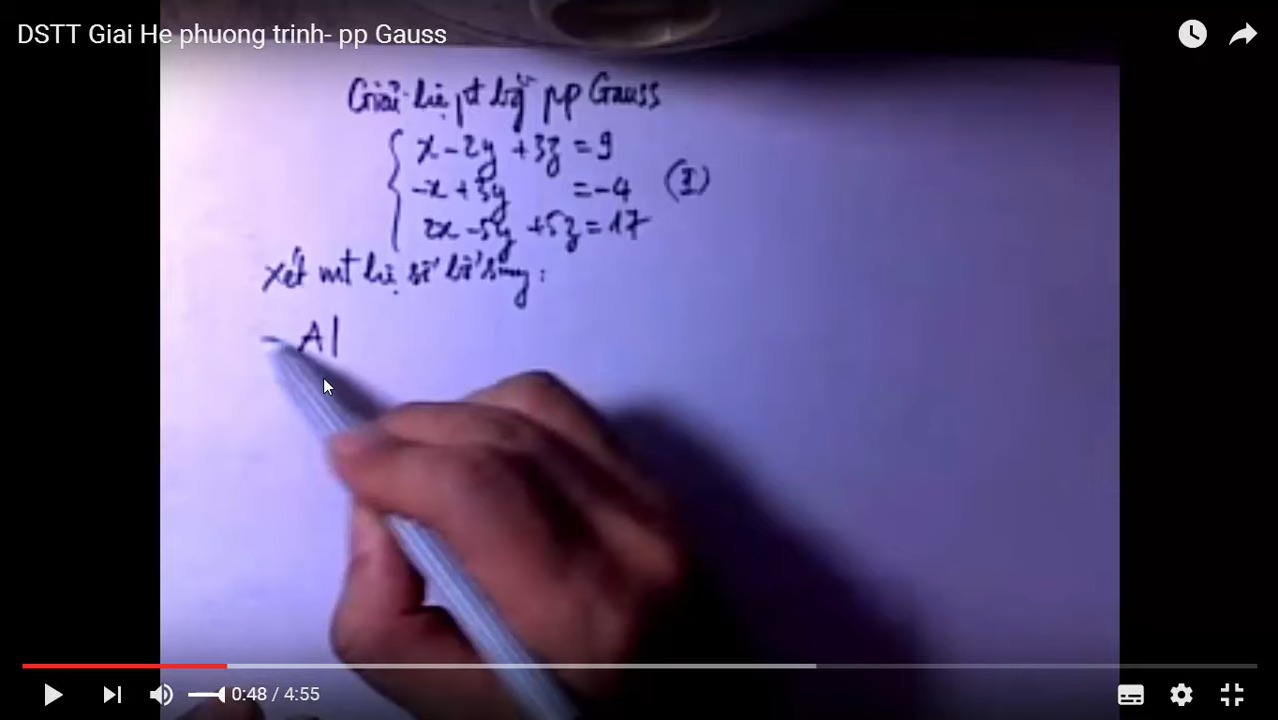 DSTT Giai He phuong trinh- pp Gauss
Giải hệ pt bg pp Gauss
x - 2y + 3z = 9
-x + 3y = -4 (I)
2x - 5y + 5z = 17
xét mt hệ số bổ sung :
- A|
0:48 / 4:55